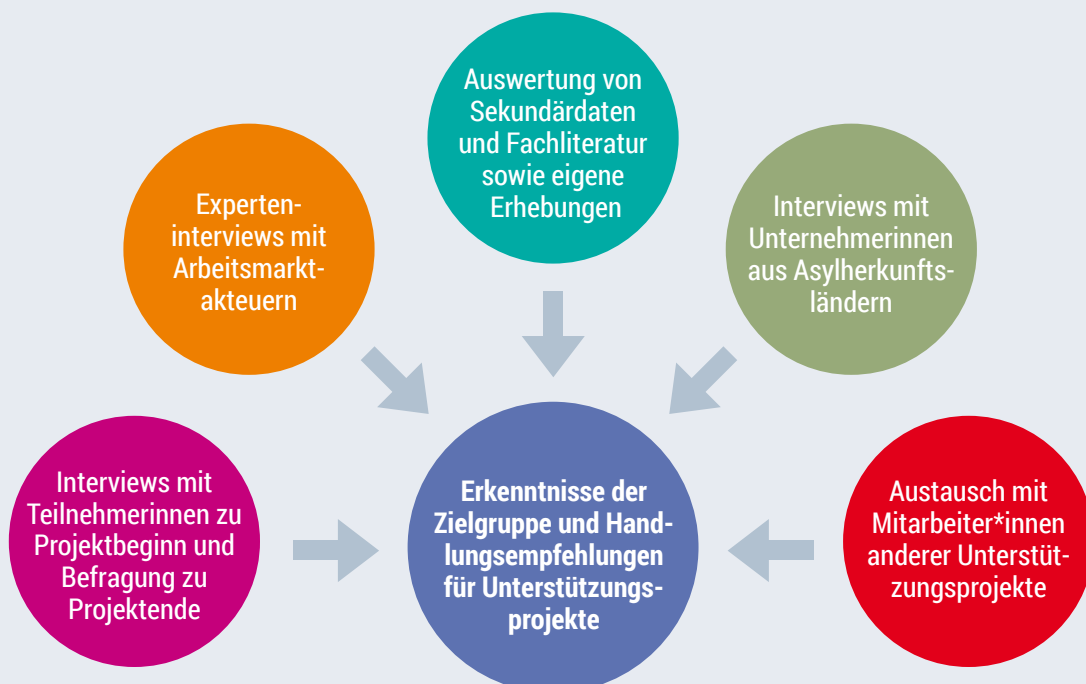 Auswertung von
Sekundärdaten
und Fachliteratur
sowie eigene
Erhebungen
Experten-
interviews mit
Arbeitsmarkt-
akteuern
Interviews mit
Unternehmerinnen
aus Asylherkunfts-
ländern
Interviews mit
Teilnehmerinnen zu
Projektbeginn und
Befragung zu
Projektende
Erkenntnisse der
Zielgruppe und Hand-
lungsempfehlungen
für Unterstützungs-
projekte
Austausch mit
Mitarbeiter*innen
anderer Unterstüt-
zungsprojekte